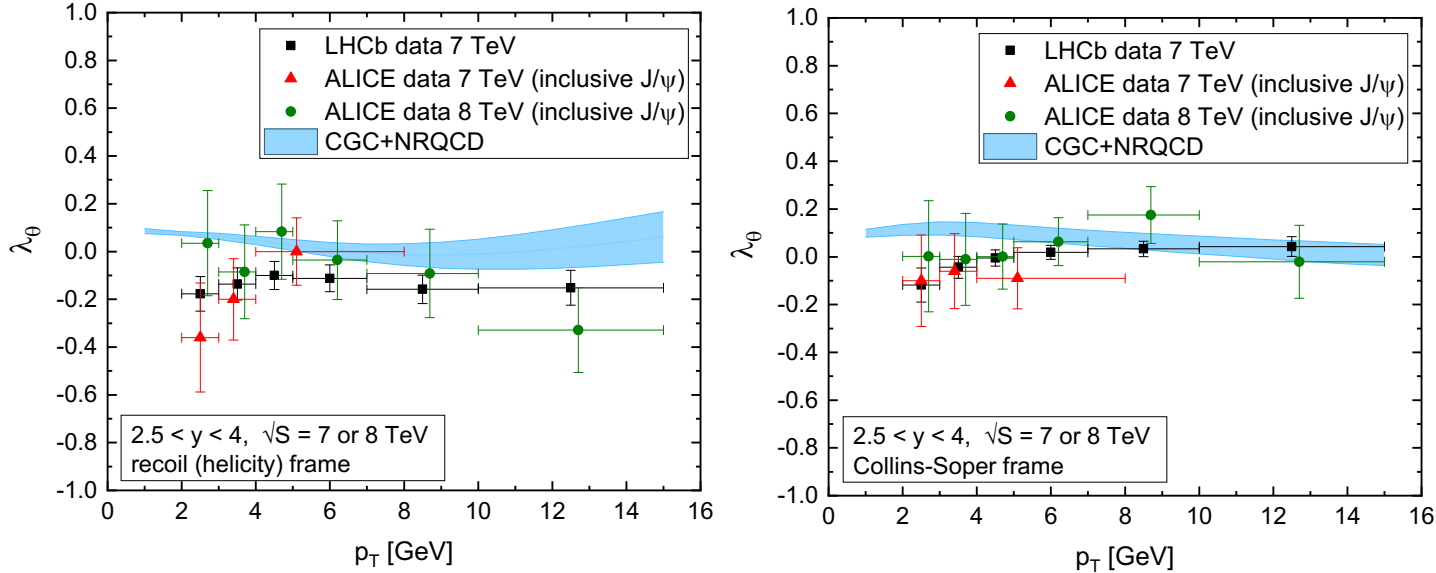 1.0
0.8
0.6
0.4
0.2
0.0
-0.2
-0.4
-0.6
-0.8
-1.0
λθ
LHCb data 7 TeV
ALICE data 7 TeV (inclusive J/ψ)
ALICE data 8 TeV (inclusive J/ψ)
CGC+NRQCD
2.5 < y < 4, √S = 7 or 8 TeV
recoil (helicity) frame
0 2 4 6 8 10 12 14 16
pT [GeV]
1.0
0.8
0.6
0.4
0.2
0.0
-0.2
-0.4
-0.6
-0.8
-1.0
λθ
LHCb data 7 TeV
ALICE data 7 TeV (inclusive J/ψ)
ALICE data 8 TeV (inclusive J/ψ)
CGC+NRQCD
2.5 < y < 4, √S = 7 or 8 TeV
Collins-Soper frame
0 2 4 6 8 10 12 14 16
pT [GeV]